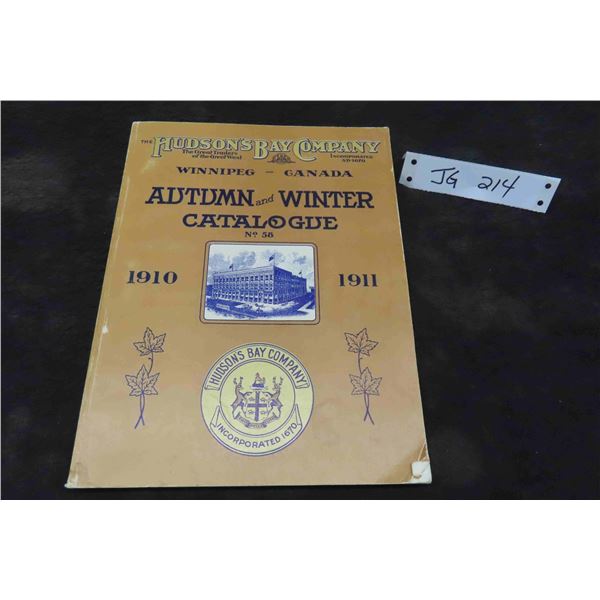 THE HUDSON'S BAY COMPANY
The Great Traders of the Great West
INCORPORATED A.D. 1670
WINNIPEG - CANADA
AUTUMN and WINTER
CATALOGUE
No 58
1910 1911
HUDSON'S BAY COMPANY
INCORPORATED 1670
JG 214